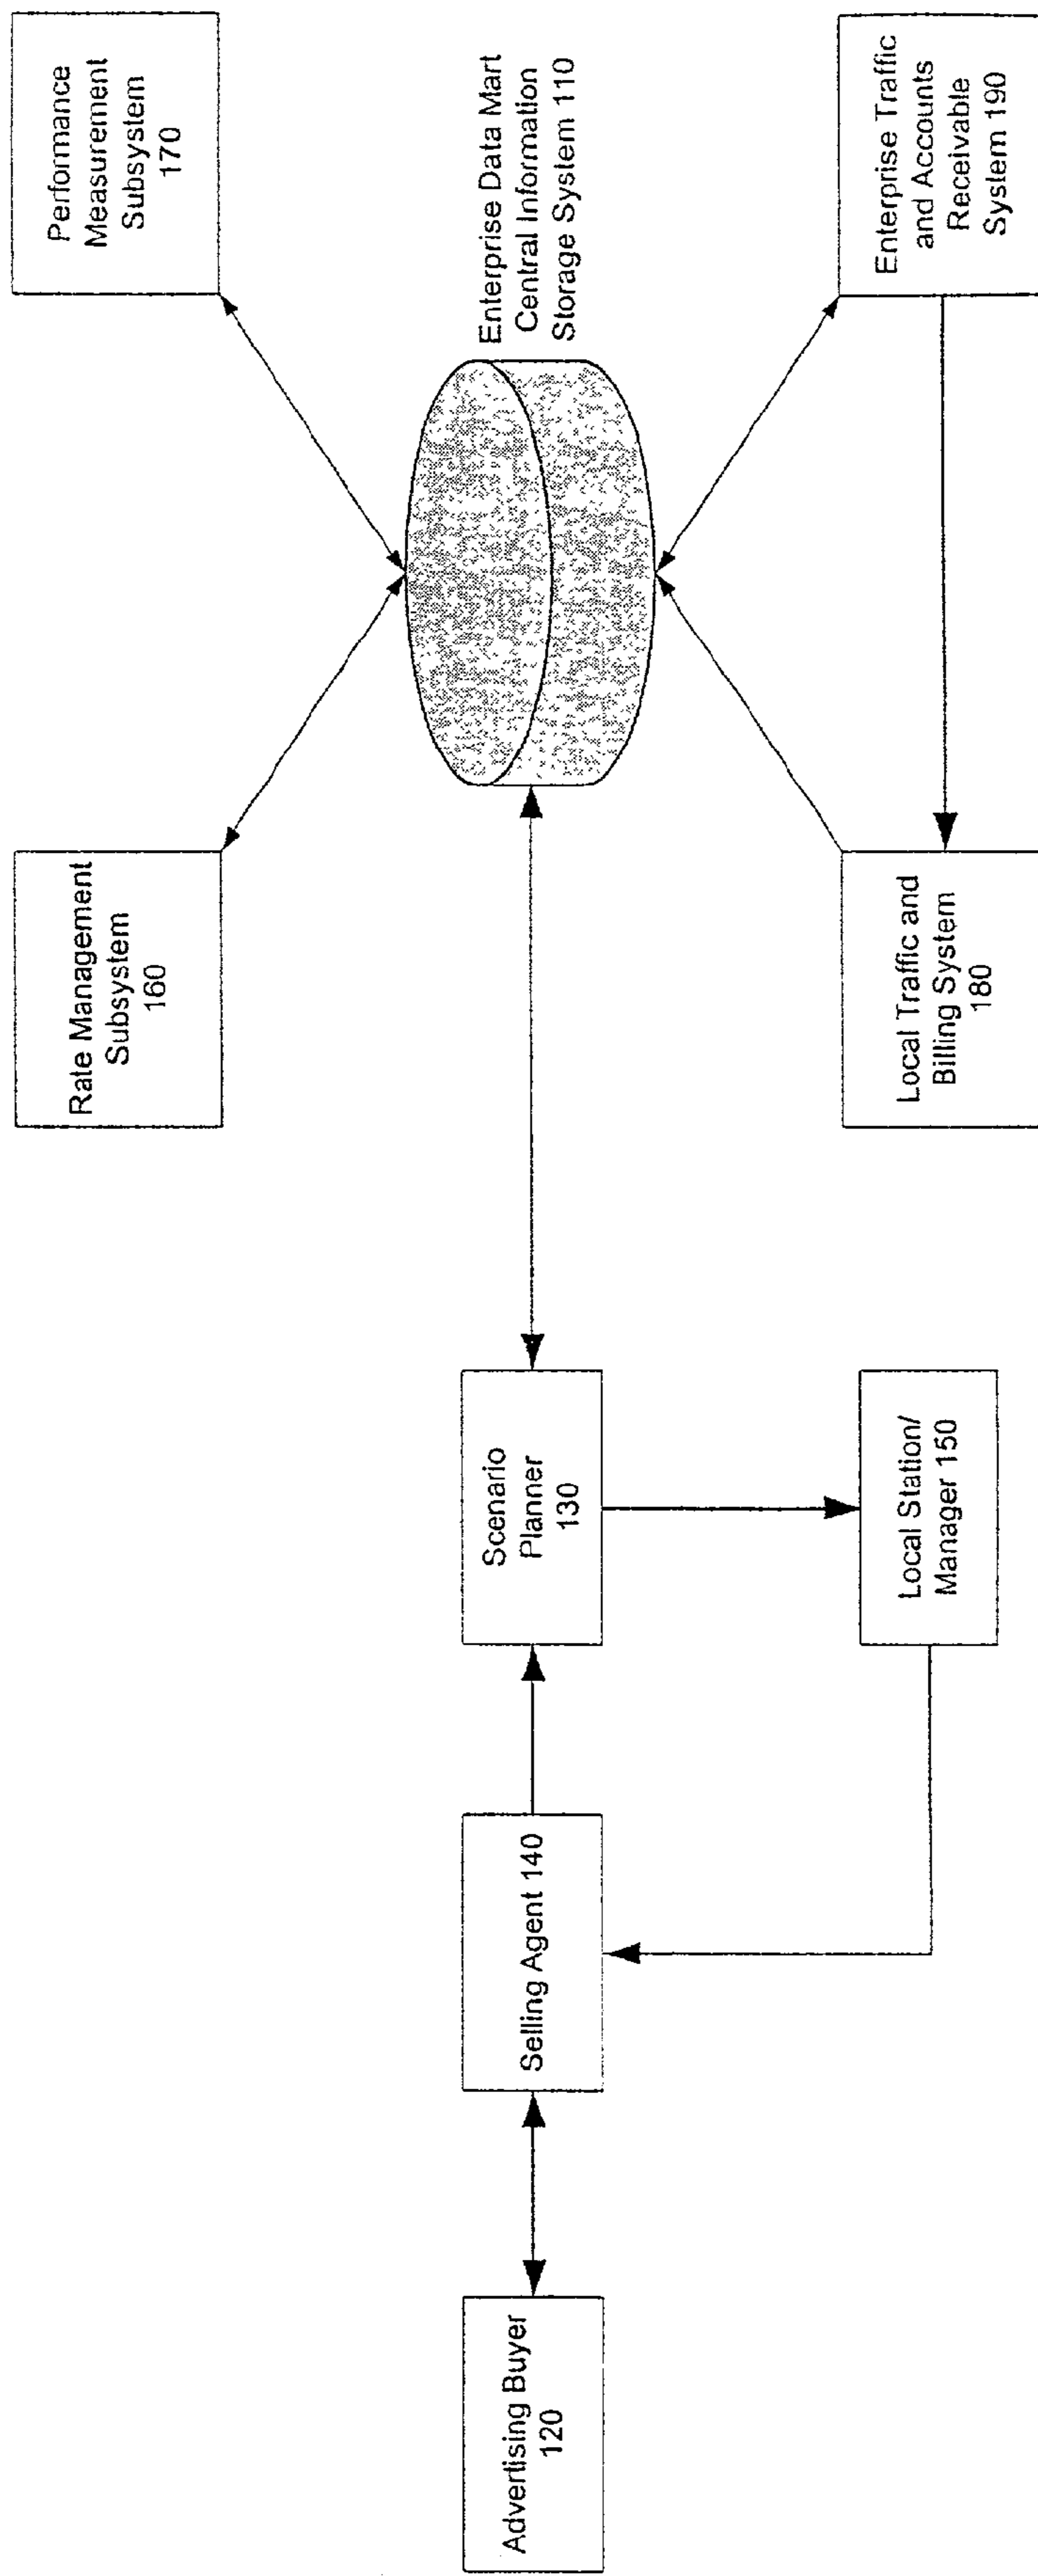 Advertising Buyer
120
Selling Agent 140
Scenario
Planner
130
Local Station/
Manager 150
Rate Management
Subsystem
160
Performance
Measurement
Subsystem
170
Enterprise Data Mart
Central Information
Storage System 110
Local Traffic and
Billing System
180
Enterprise Traffic
and Accounts
Receivable
System 190